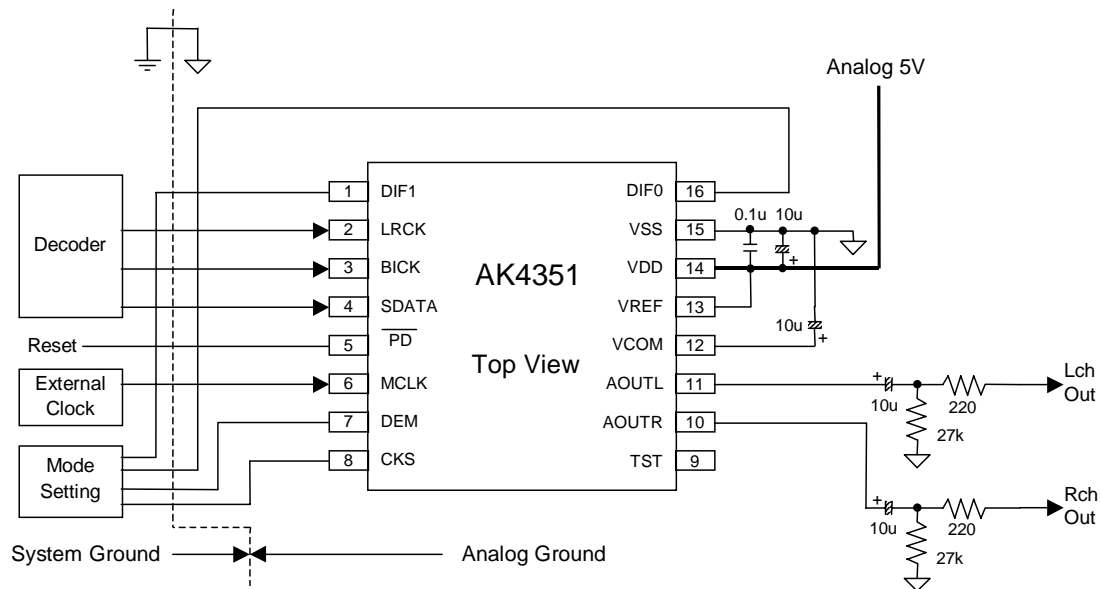 Analog 5V
1 DIF1 DIF0 16
0.1u 10u
2 LRCK VSS 15
Decoder
3 BICK VDD 14
+
AK4351
4 SDATA VREF 13
10u
+
Reset 5 PD VCOM 12
Top View
External
Clock
6 MCLK AOUTL 11
+
10u
220
27k
Lch
Out
7 DEM AOUTR 10
Mode
Setting
8 CKS TST 9
+
10u
220
27k
Rch
Out
System Ground
Analog Ground